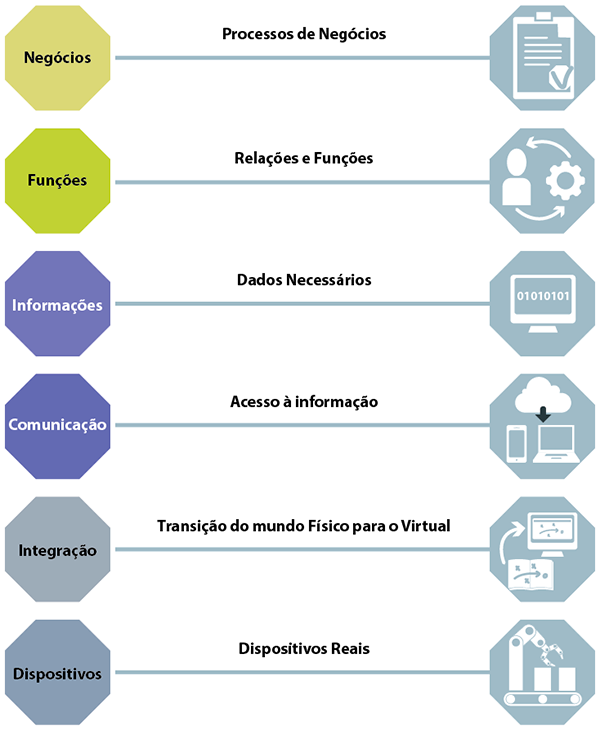 Negócios
Processos de Negócios
Funções
Relações e Funções
Informações
Dados Necessários
01010101
Comunicação
Acesso à informação
Integração
Transição do mundo Físico para o Virtual
Dispositivos
Disposítivos Reais